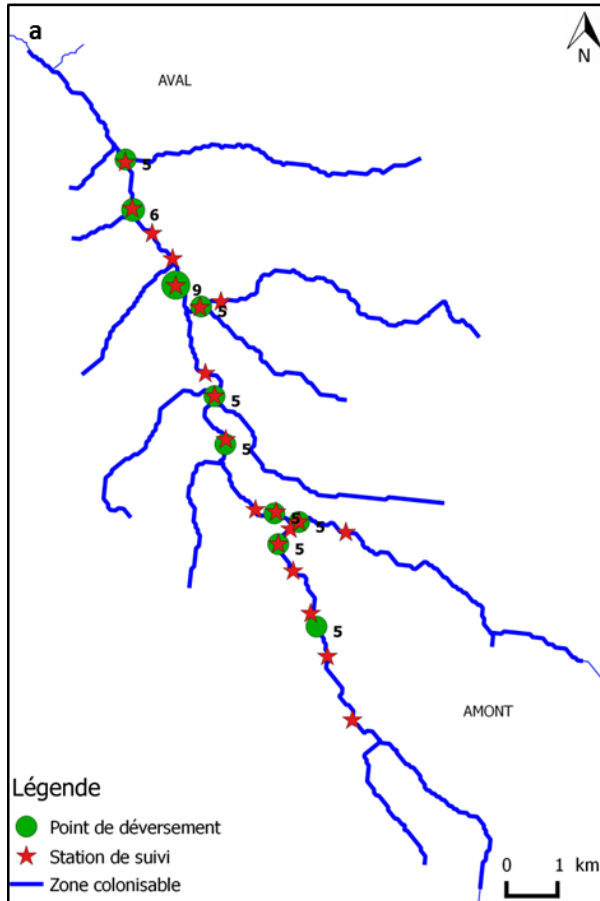 a
N
AVAL
5
6
9
5
5
5
5
5
5
5
AMONT
Légende
Point de déversement
Station de suivi
Zone colonisable
0 1 km